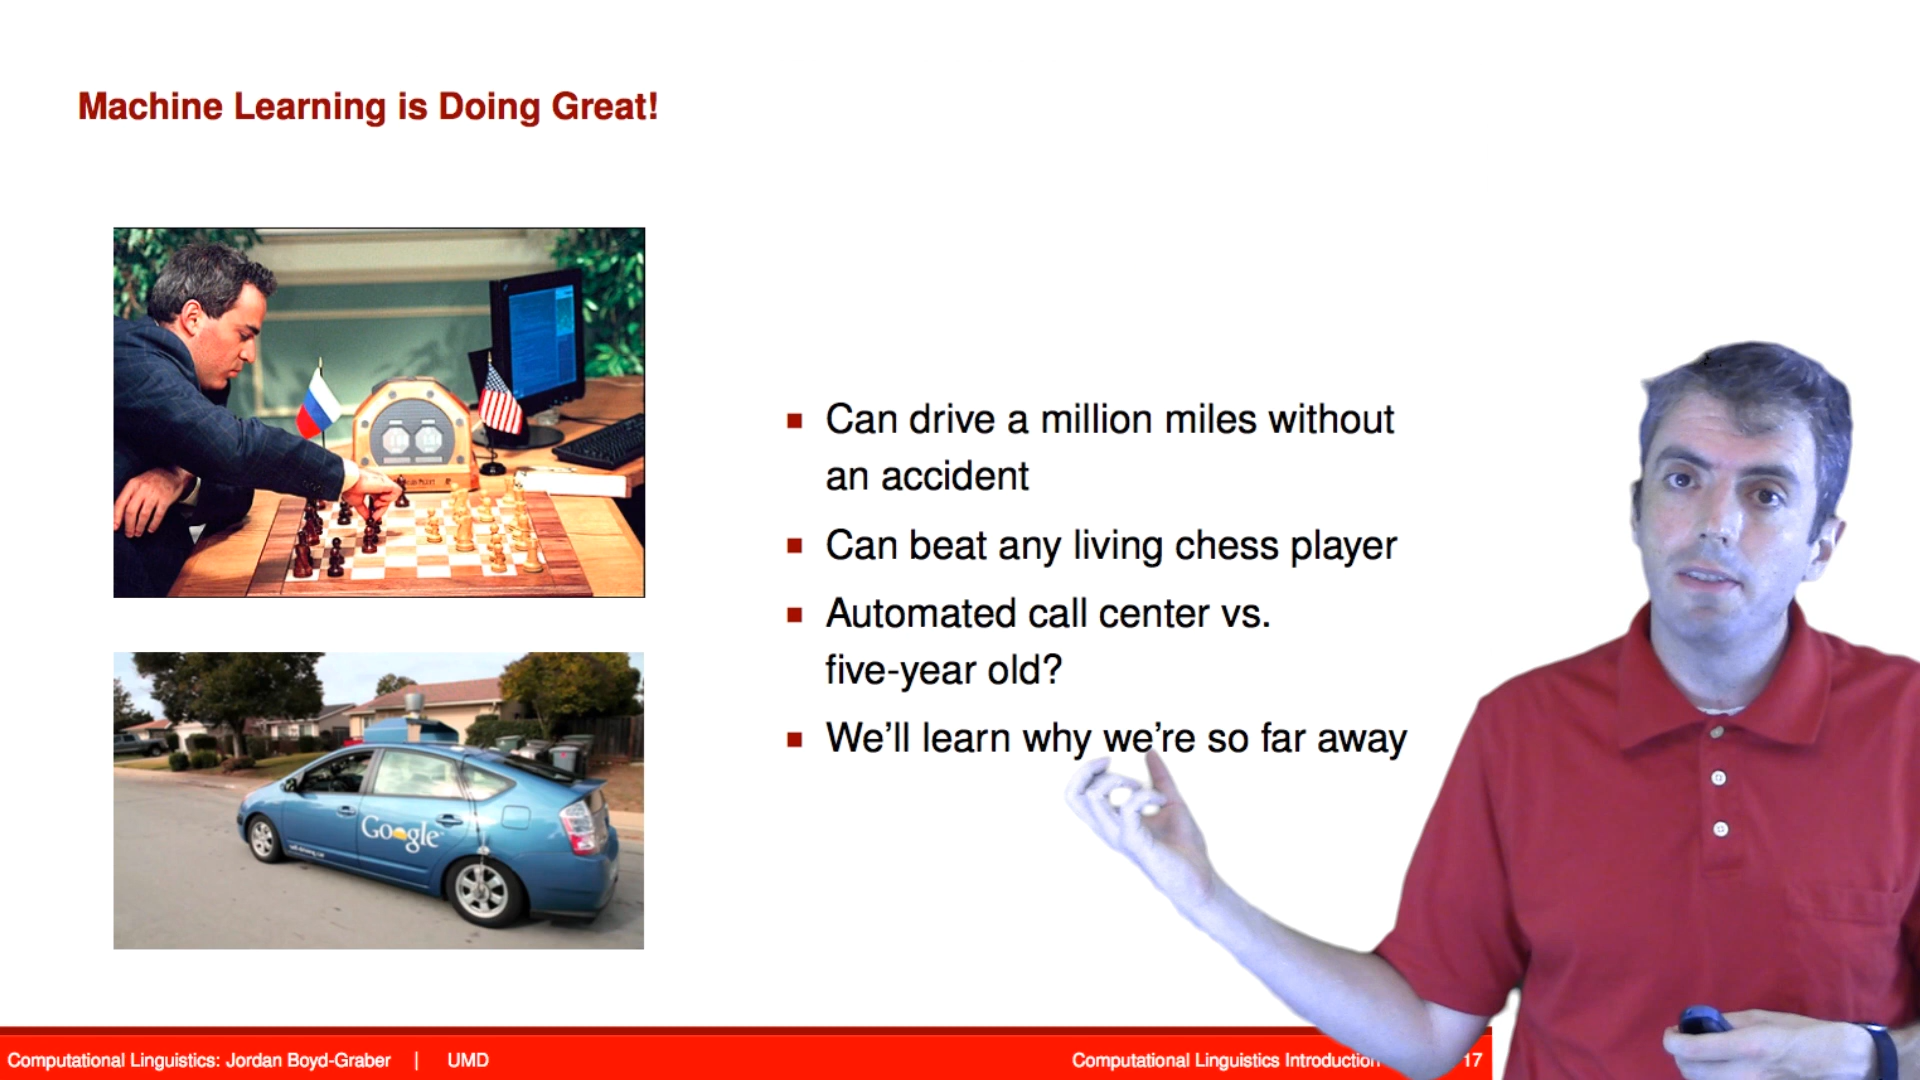 Machine Learning is Doing Great!
Can drive a million miles without
an accident
Can beat any living chess player
Automated call center vs.
five-year old?
We'll learn why we're so far away
Google
Computational Linguistics: Jordan Boyd-Graber | UMD
Computational Linguistics Introduction
17